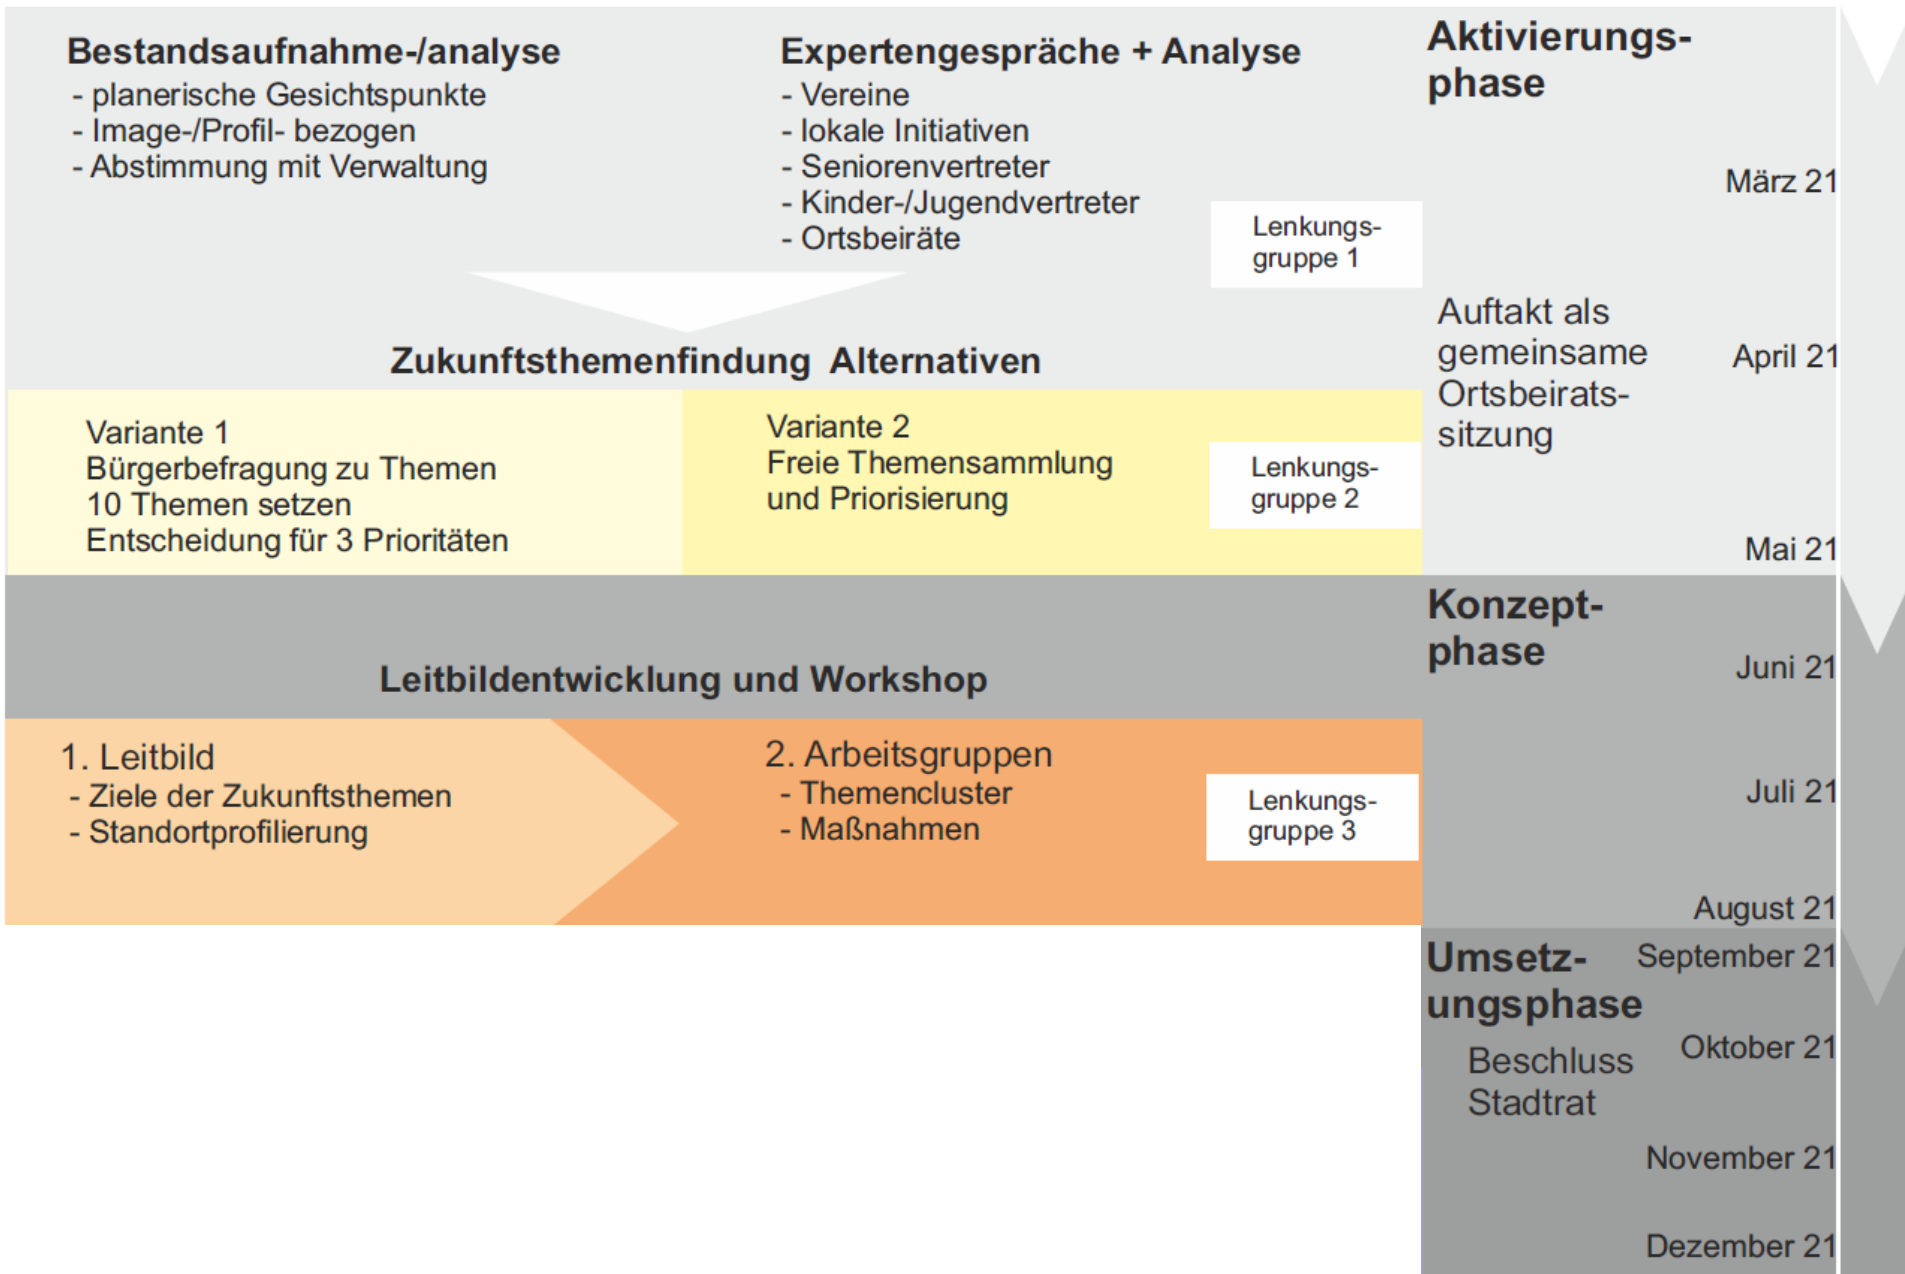 Bestandsaufnahme-/analyse
- planerische Gesichtspunkte
- Image-/Profil- bezogen
- Abstimmung mit Verwaltung
Expertengespräche + Analyse
- Vereine
- lokale Initiativen
- Seniorenvertreter
- Kinder-/Jugendvertreter
- Ortsbeiräte
Lenkungs-
gruppe 1
Aktivierungs-
phase
März 21
Auftakt als
gemeinsame
Ortsbeirats-
sitzung
April 21
Mai 21
Zukunftsthemenfindung Alternativen
Variante 1
Bürgerbefragung zu Themen
10 Themen setzen
Entscheidung für 3 Prioritäten
Variante 2
Freie Themensammlung
und Priorisierung
Lenkungs-
gruppe 2
Konzept-
phase
Juni 21
Juli 21
August 21
Leitbildentwicklung und Workshop
1. Leitbild
- Ziele der Zukunftsthemen
- Standortprofilierung
2. Arbeitsgruppen
- Themencluster
- Maßnahmen
Lenkungs-
gruppe 3
Umsetz-
ungsphase
September 21
Oktober 21
Beschluss
Stadtrat
November 21
Dezember 21